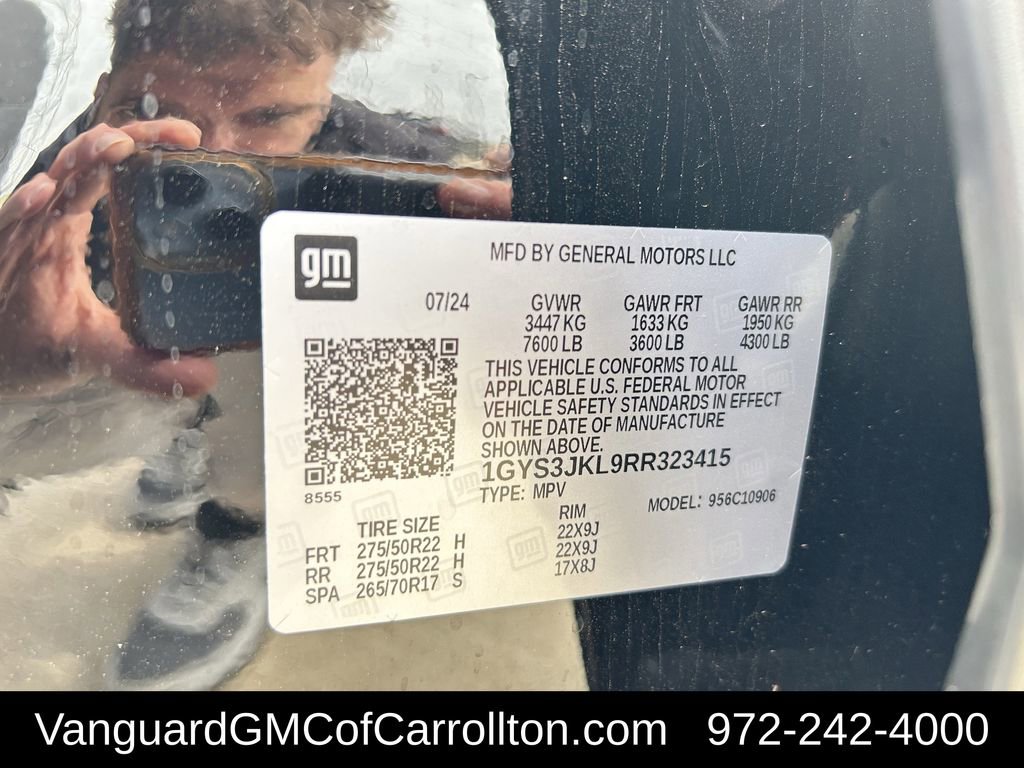 gm
MFD BY GENERAL MOTORS LLC
07/24 GVWR GAWR FRT GAWR RR
3447 KG 1633 KG 1950 KG
7600 LB 3600 LB 4300 LB
THIS VEHICLE CONFORMS TO ALL
APPLICABLE U.S. FEDERAL MOTOR
VEHICLE SAFETY STANDARDS IN EFFECT
ON THE DATE OF MANUFACTURE
SHOWN ABOVE.
1GYS3JKL9RR323415
8555
TYPE: MPV MODEL: 956C10906
TIRE SIZE RIM
FRT 275/50R22 H 22X9J
RR 275/50R22 H 22X9J
SPA 265/70R17 S 17X8J
VanguardGMCofCarrollton.com 972-242-4000